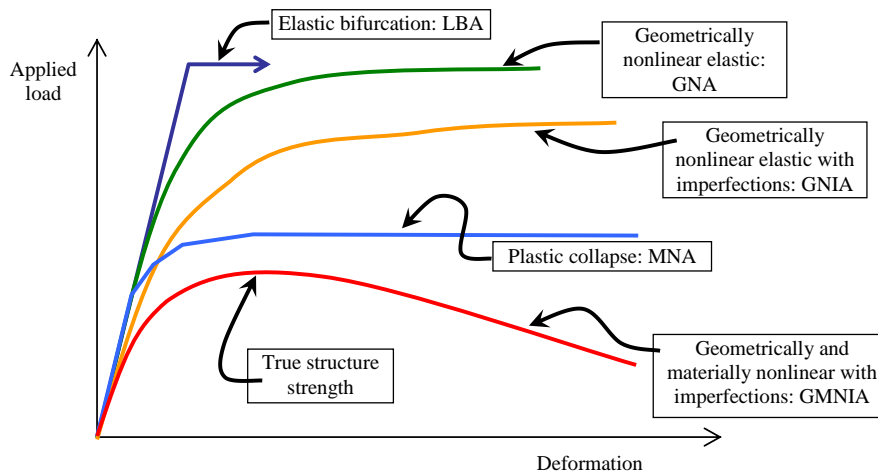 Elastic bifurcation: LBA
Applied
load
Geometrically
nonlinear elastic:
GNA
Geometrically
nonlinear elastic with
imperfections: GNIA
Plastic collapse: MNA
True structure
strength
Geometrically and
materially nonlinear with
imperfections: GMNIA
Deformation